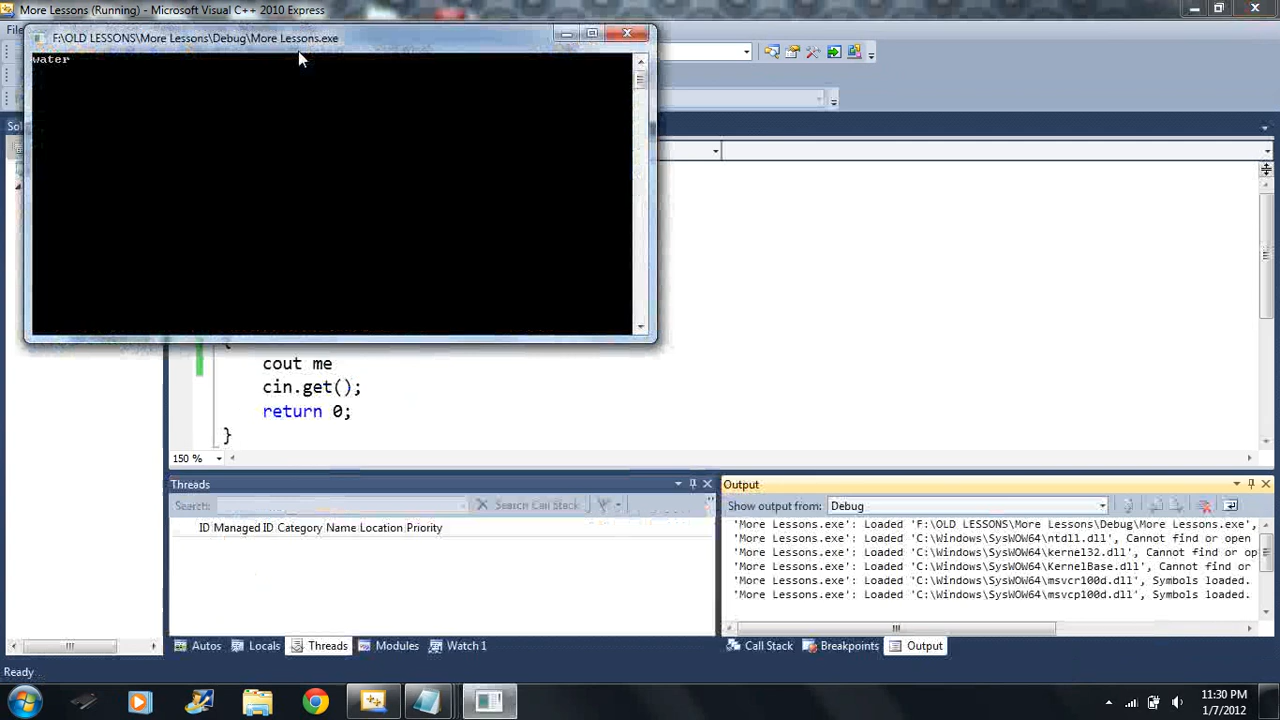 More Lessons (Running) - Microsoft Visual C++ 2010 Express
F:\OLD LESSONS\More Lessons\Debug\More Lessons.exe
water
cout me
cin.get();
return 0;
}
150 %
Threads
Search:
Search Call Stack
ID Managed ID Category Name Location Priority
Autos
Locals
Threads
Modules
Watch 1
Output
Show output from: Debug
'More Lessons.exe': Loaded 'F:\OLD LESSONS\More Lessons\Debug\More Lessons.exe',
'More Lessons.exe': Loaded 'C:\Windows\SysWOW64\ntdll.dll', Cannot find or open
'More Lessons.exe': Loaded 'C:\Windows\SysWOW64\kernel32.dll', Cannot find or op
'More Lessons.exe': Loaded 'C:\Windows\SysWOW64\KernelBase.dll', Cannot find or
'More Lessons.exe': Loaded 'C:\Windows\SysWOW64\msvcr100d.dll', Symbols loaded.
'More Lessons.exe': Loaded 'C:\Windows\SysWOW64\msvcp100d.dll', Symbols loaded.
Call Stack
Breakpoints
Output
Ready
11:30 PM
1/7/2012